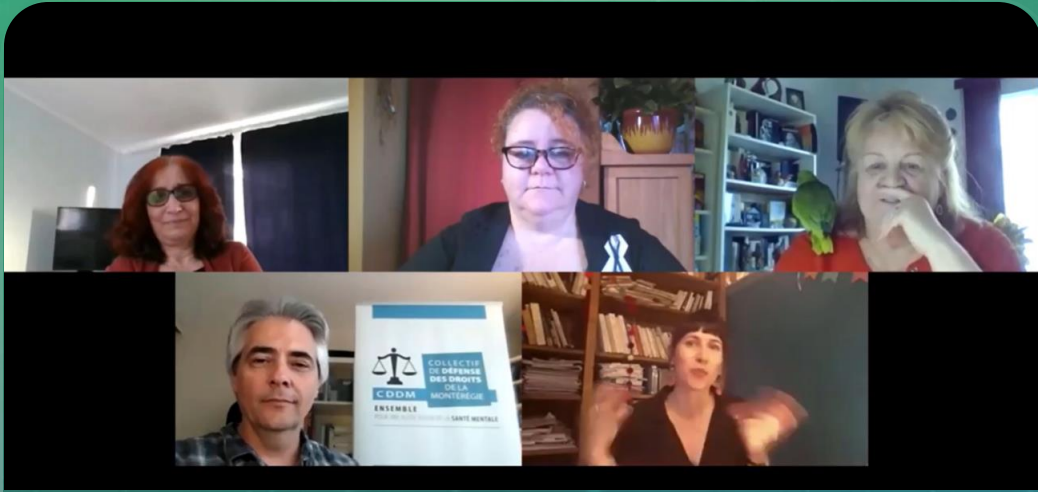 COLLECTIF
DE DÉFENSE
DES DROITS
DE LA
MONTÉRÉGIE
CDDM
ENSEMBLE
SANTÉ MENTALE